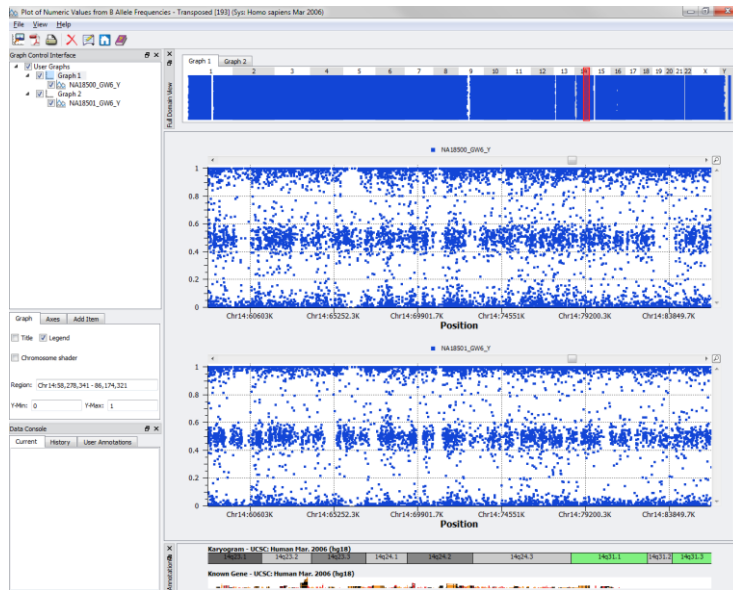 Plot of Numeric Values from B Allele Frequencies - Transposed [193] (Sys: Homo sapiens Mar 2006)
File View Help
Graph Control Interface
User Graphs
Graph 1
NA18500_GW6_Y
Graph 2
NA18501_GW6_Y
Graph Axes Add Item
Title Legend
Chromosome shader
Region: Chr14:58,278,341 - 86,174,321
Y-Min: 0 Y-Max: 1
Data Console
Current History User Annotations
Graph 1 Graph 2
1 2 3 4 5 6 7 8 9 10 11 12 13 14 15 16 17 18 19 20 21 22 X Y
Full Domain View
NA18500_GW6_Y
1
0.8
0.6
0.4
0.2
0
Chr14:60603K Chr14:65252.3K Chr14:69901.7K Chr14:74551K Chr14:79200.3K Chr14:83849.7K
Position
NA18501_GW6_Y
1
0.8
0.6
0.4
0.2
0
Chr14:60603K Chr14:65252.3K Chr14:69901.7K Chr14:74551K Chr14:79200.3K Chr14:83849.7K
Position
Karyogram - UCSC: Human Mar. 2006 (hg18)
14q23.1 14q23.2 14q23.3 14q24.1 14q24.2 14q24.3 14q31.1 14q31.2 14q31.3
Known Gene - UCSC: Human Mar. 2006 (hg18)